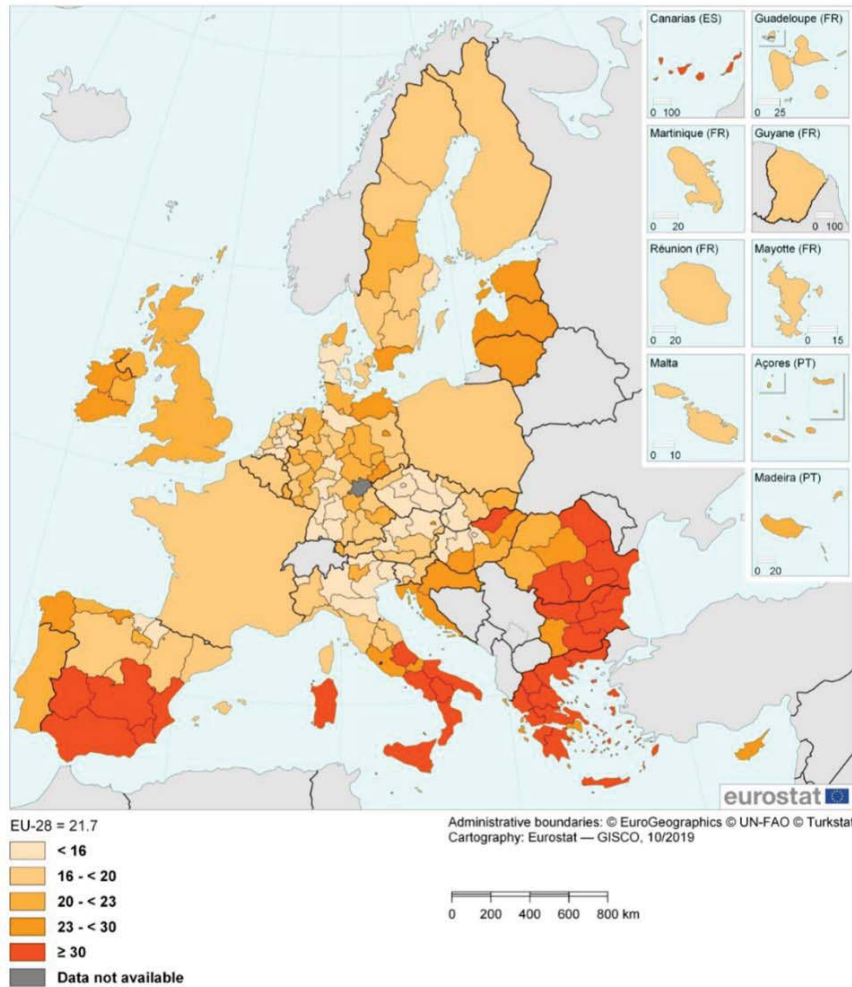 Canarias (ES)
0 100
Guadeloupe (FR)
0 25
Martinique (FR)
0 20
Guyane (FR)
0 100
Réunion (FR)
0 20
Mayotte (FR)
0 15
Malta
0 10
Açores (PT)
0 50
Madeira (PT)
0 20
eurostat
EU-28 = 21.7
< 16
16 - < 20
20 - < 23
23 - < 30
≥ 30
Data not available
Administrative boundaries: © EuroGeographics © UN-FAO © Turkstat
Cartography: Eurostat — GISCO, 10/2019
0 200 400 600 800 km